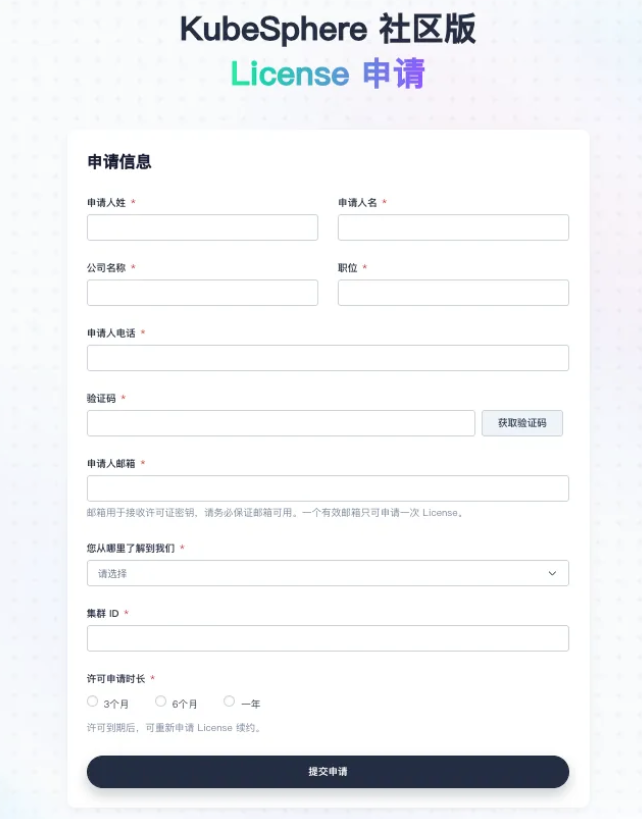 KubeSphere 社区版
License 申请
申请信息
申请人姓 *
申请人名 *
公司名称 *
职位 *
申请人电话 *
验证码 *
获取验证码
申请人邮箱 *
邮箱用于接收许可证密钥，请务必保证邮箱可用。一个有效邮箱只可申请一次 License。
您从哪里了解到我们 *
请选择
集群 ID *
许可申请时长 *
3个月 6个月 一年
许可到期后，可重新申请 License 续约。
提交申请